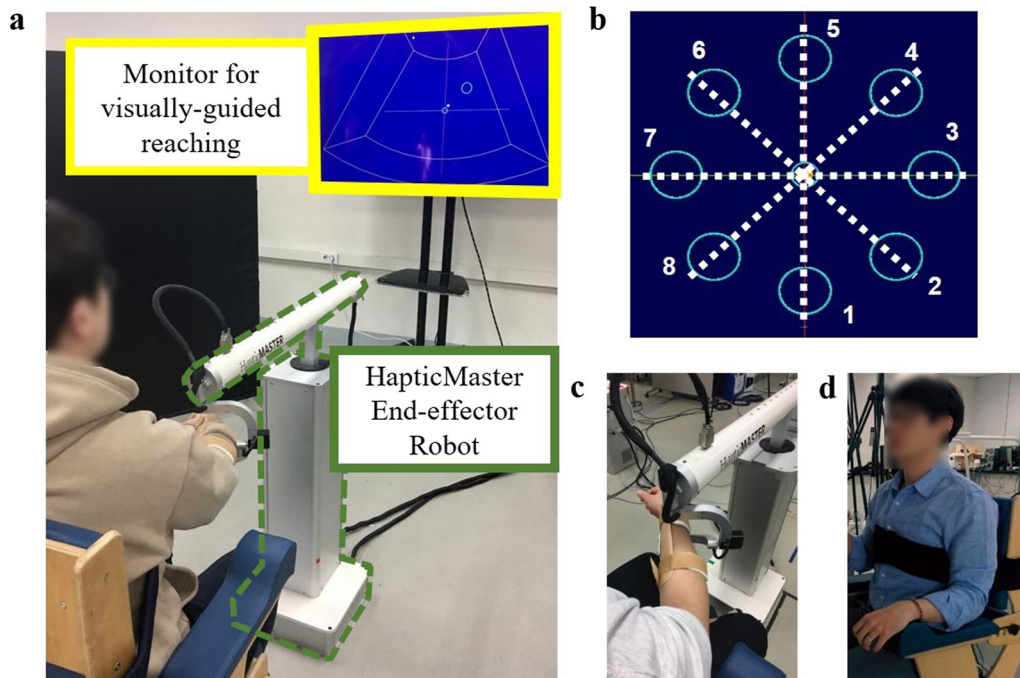 a
Monitor for
visually-guided
reaching
HapticMASTER
HapticMaster
End-effector
Robot
b
5
6
4
7
3
8
2
1
c
HapticMASTER
d